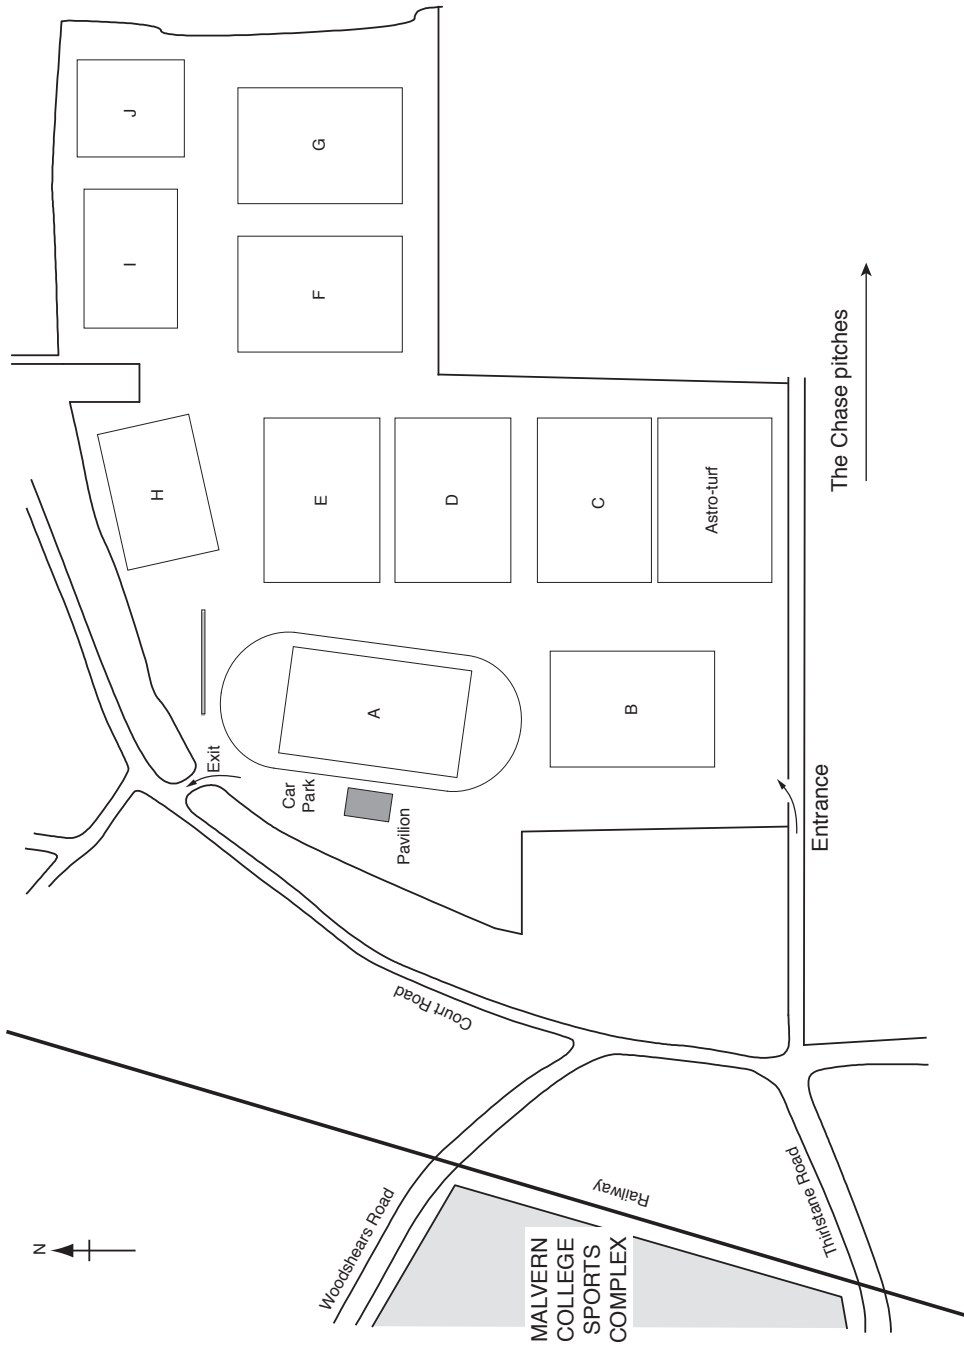 J
I
G
F
H
E
D
C
Astro-turf
A
B
Exit
Car
Park
Pavilion
The Chase pitches
Entrance
Court Road
Woodshears Road
Railway
Thirlstane Road
N
MALVERN
COLLEGE
SPORTS
COMPLEX